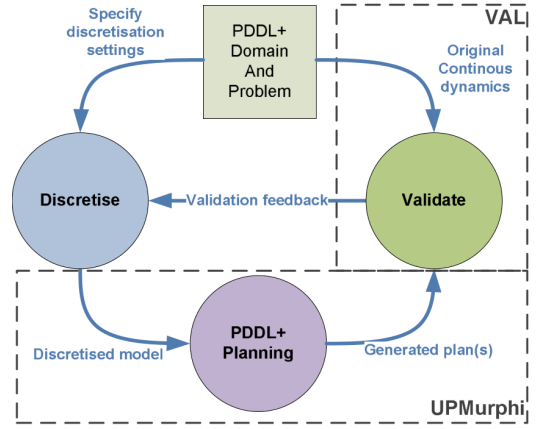 Specify
discretisation
settings
PDDL+
Domain
And
Problem
VAL
Original
Continous
dynamics
Discretise
Validation feedback
Validate
Discretised model
PDDL+
Planning
Generated plan(s)
UPMurphi